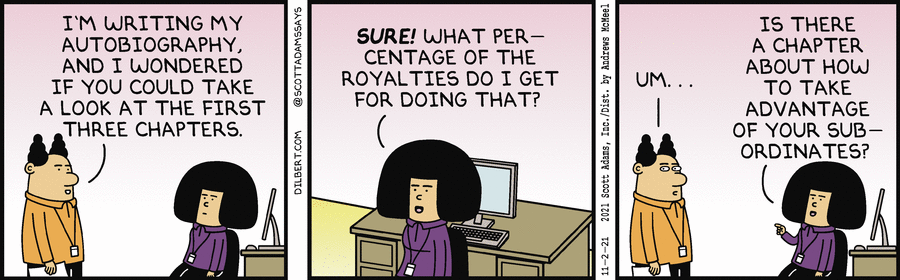 I'M WRITING MY
AUTOBIOGRAPHY,
AND I WONDERED
IF YOU COULD TAKE
A LOOK AT THE FIRST
THREE CHAPTERS.
DILBERT.COM @SCOTTADAMSSAYS
SURE! WHAT PER-
CENTAGE OF THE
ROYALTIES DO I GET
FOR DOING THAT?
11-2-21 2021 Scott Adams, Inc./Dist. by Andrews McMeel
UM...
IS THERE
A CHAPTER
ABOUT HOW
TO TAKE
ADVANTAGE
OF YOUR SUB-
ORDINATES?